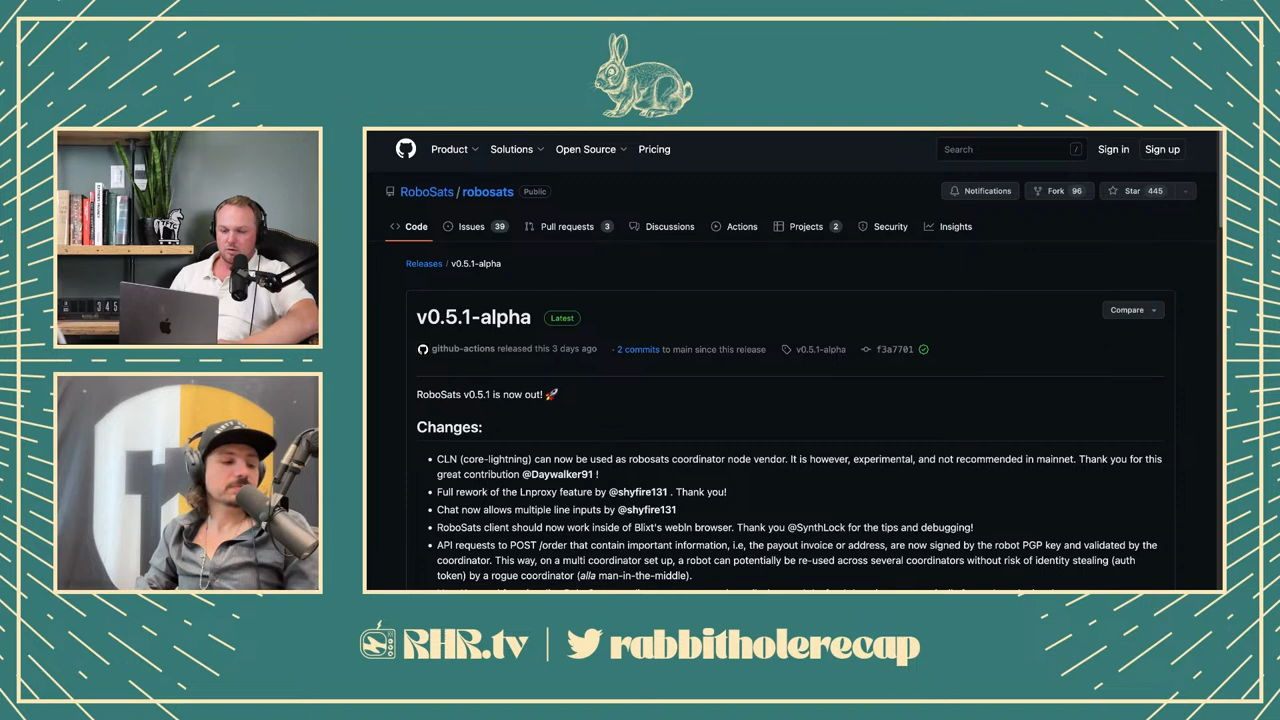 Product Solutions Open Source Pricing Search / Sign in Sign up
RoboSats / robosats Public Notifications Fork 96 Star 445
Code Issues 39 Pull requests 3 Discussions Actions Projects 2 Security Insights
Releases / v0.5.1-alpha
v0.5.1-alpha Latest Compare
github-actions released this 3 days ago · 2 commits to main since this release v0.5.1-alpha f3a7701
RoboSats v0.5.1 is now out! 🚀
Changes:
• CLN (core-lightning) can now be used as robosats coordinator node vendor. It is however, experimental, and not recommended in mainnet. Thank you for this
great contribution @Daywalker91 !
• Full rework of the Lnproxy feature by @shyfire131 . Thank you!
• Chat now allows multiple line inputs by @shyfire131
• RoboSats client should now work inside of Blixt's webln browser. Thank you @SynthLock for the tips and debugging!
• API requests to POST /order that contain important information, i.e, the payout invoice or address, are now signed by the robot PGP key and validated by the
coordinator. This way, on a multi coordinator set up, a robot can potentially be re-used across several coordinators without risk of identity stealing (auth
token) by a rogue coordinator (alla man-in-the-middle).
RHR.tv | rabbitholerecap